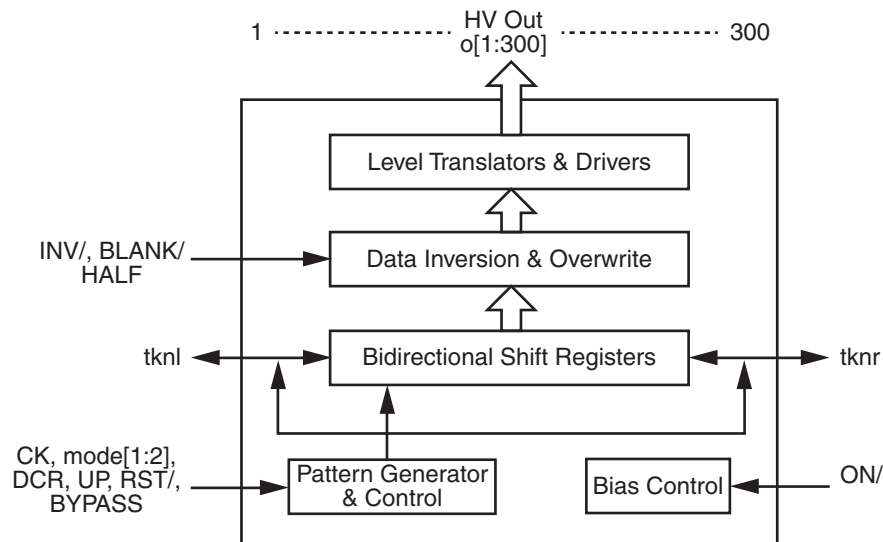 HV Out
1 300
o[1:300]
Level Translators & Drivers
INV/, BLANK/
HALF
Data Inversion & Overwrite
tknl
Bidirectional Shift Registers
tknr
CK, mode[1:2],
DCR, UP, RST/,
BYPASS
Pattern Generator
& Control
Bias Control
ON/